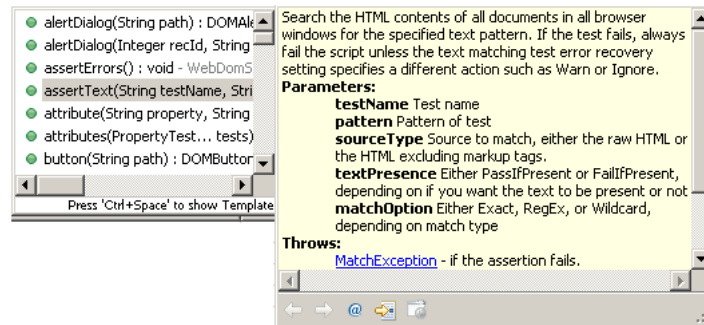 alertDialog(String path) : DOMAle
alertDialog(Integer recId, String
assertErrors() : void - WebDomS
assertText(String testName, Stri
attribute(String property, String
attributes(PropertyTest... tests)
button(String path) : DOMButton
Press 'Ctrl+Space' to show Template
Search the HTML contents of all documents in all browser
windows for the specified text pattern. If the test fails, always
fail the script unless the text matching test error recovery
setting specifies a different action such as Warn or Ignore.
Parameters:
testName Test name
pattern Pattern of test
sourceType Source to match, either the raw HTML or
the HTML excluding markup tags.
textPresence Either PassIfPresent or FailIfPresent,
depending on if you want the text to be present or not
matchOption Either Exact, RegEx, or Wildcard,
depending on match type
Throws:
MatchException - if the assertion fails.
@